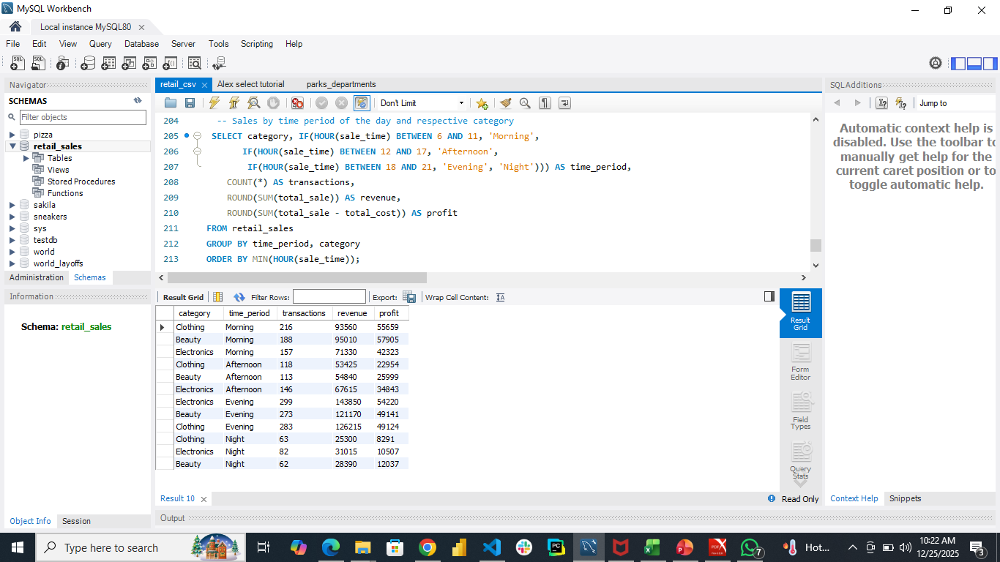 MySQL Workbench
Local instance MySQL80
File Edit View Query Database Server Tools Scripting Help
Navigator
SCHEMAS
Filter objects
pizza
retail_sales
Tables
Views
Stored Procedures
Functions
sakila
sneakers
sys
testdb
world
world_layoffs
Administration Schemas
Information
Schema: retail_sales
Object Info Session
retail_csv Alex select tutorial parks_departments
Don't Limit
204 -- Sales by time period of the day and respective category
205 SELECT category, IF(HOUR(sale_time) BETWEEN 6 AND 11, 'Morning',
206 IF(HOUR(sale_time) BETWEEN 12 AND 17, 'Afternoon',
207 IF(HOUR(sale_time) BETWEEN 18 AND 21, 'Evening', 'Night'))) AS time_period,
208 COUNT(*) AS transactions,
209 ROUND(SUM(total_sale)) AS revenue,
210 ROUND(SUM(total_sale - total_cost)) AS profit
211 FROM retail_sales
212 GROUP BY time_period, category
213 ORDER BY MIN(HOUR(sale_time));
Result Grid Filter Rows: Export: Wrap Cell Content:
category time_period transactions revenue profit
Clothing Morning 216 93560 55659
Beauty Morning 188 95010 57905
Electronics Morning 157 71330 42323
Clothing Afternoon 118 53425 22954
Beauty Afternoon 113 54840 25999
Electronics Afternoon 146 67615 34843
Electronics Evening 299 143850 54220
Beauty Evening 273 121170 49141
Clothing Evening 283 126215 49124
Clothing Night 63 25300 8291
Electronics Night 82 31015 10507
Beauty Night 62 28390 12037
Result Grid
Form Editor
Field Types
Query Stats
Result 10
Read Only
Output
SQLAdditions
Jump to
Automatic context help is
disabled. Use the toolbar to
manually get help for the
current caret position or to
toggle automatic help.
Context Help Snippets
Type here to search
7
Hot...
10:22 AM
12/25/2025
3